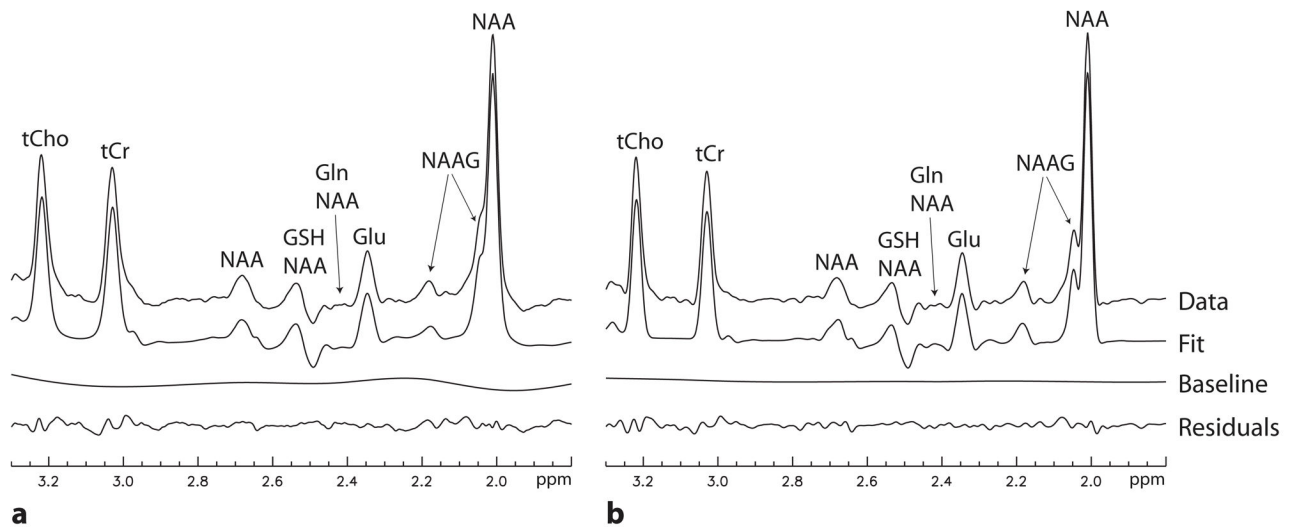 NAA
tCho
tCr
NAAG
Gln
NAA
GSH
NAA
Glu
NAA
3.2 3.0 2.8 2.6 2.4 2.2 2.0 ppm
a
NAA
tCho
tCr
NAAG
Gln
NAA
GSH
NAA
Glu
NAA
Data
Fit
Baseline
Residuals
3.2 3.0 2.8 2.6 2.4 2.2 2.0 ppm
b